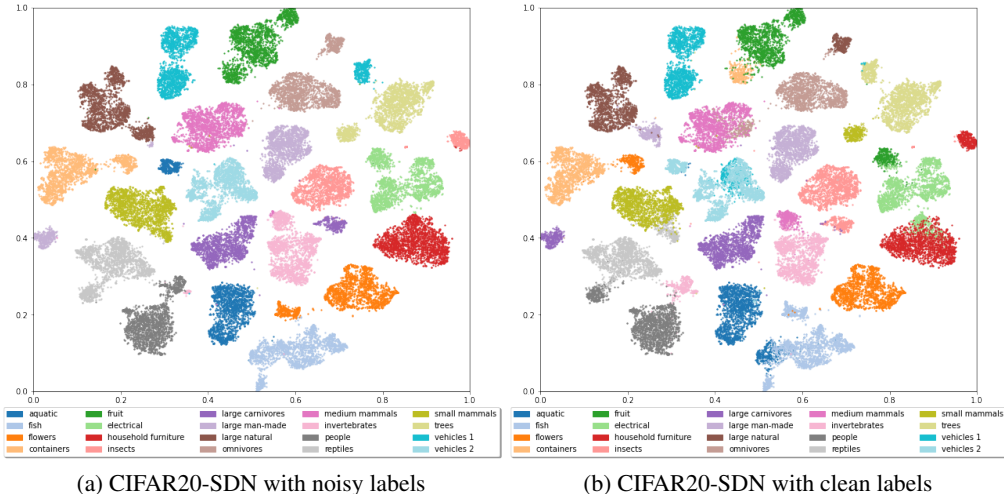 1.0
0.8
0.6
0.4
0.2
0.0
0.0 0.2 0.4 0.6 0.8 1.0
aquatic fruit large carnivores medium mammals small mammals
fish electrical large man-made invertebrates trees
flowers household furniture large natural people vehicles 1
containers insects omnivores reptiles vehicles 2
(a) CIFAR20-SDN with noisy labels
1.0
0.8
0.6
0.4
0.2
0.0
0.0 0.2 0.4 0.6 0.8 1.0
aquatic fruit large carnivores medium mammals small mammals
fish electrical large man-made invertebrates trees
flowers household furniture large natural people vehicles 1
containers insects omnivores reptiles vehicles 2
(b) CIFAR20-SDN with clean labels